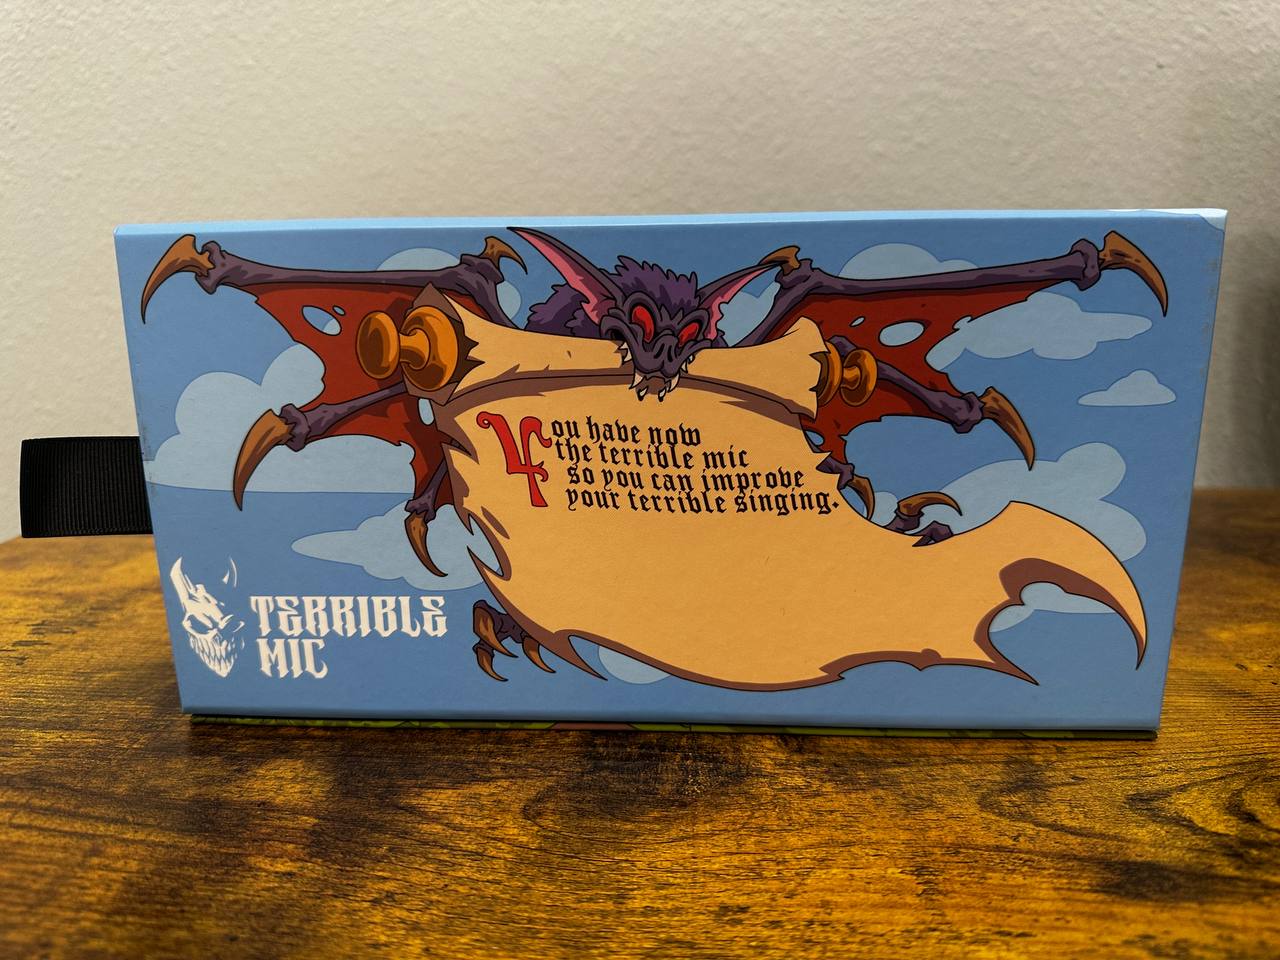 You have now
the terrible mic
so you can improve
your terrible singing.
TERRIBLE
MIC